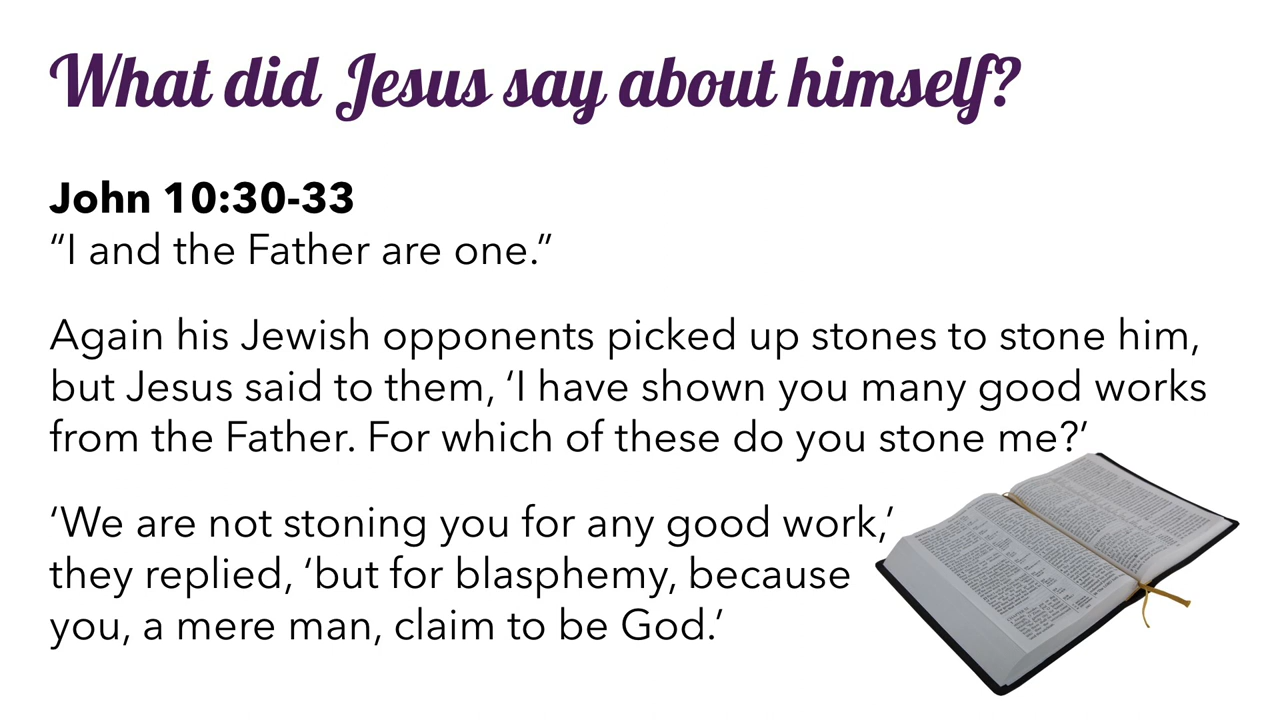 What did Jesus say about himself?
John 10:30-33
“I and the Father are one.”
Again his Jewish opponents picked up stones to stone him,
but Jesus said to them, ‘I have shown you many good works
from the Father. For which of these do you stone me?’
‘We are not stoning you for any good work,’
they replied, ‘but for blasphemy, because
you, a mere man, claim to be God.’